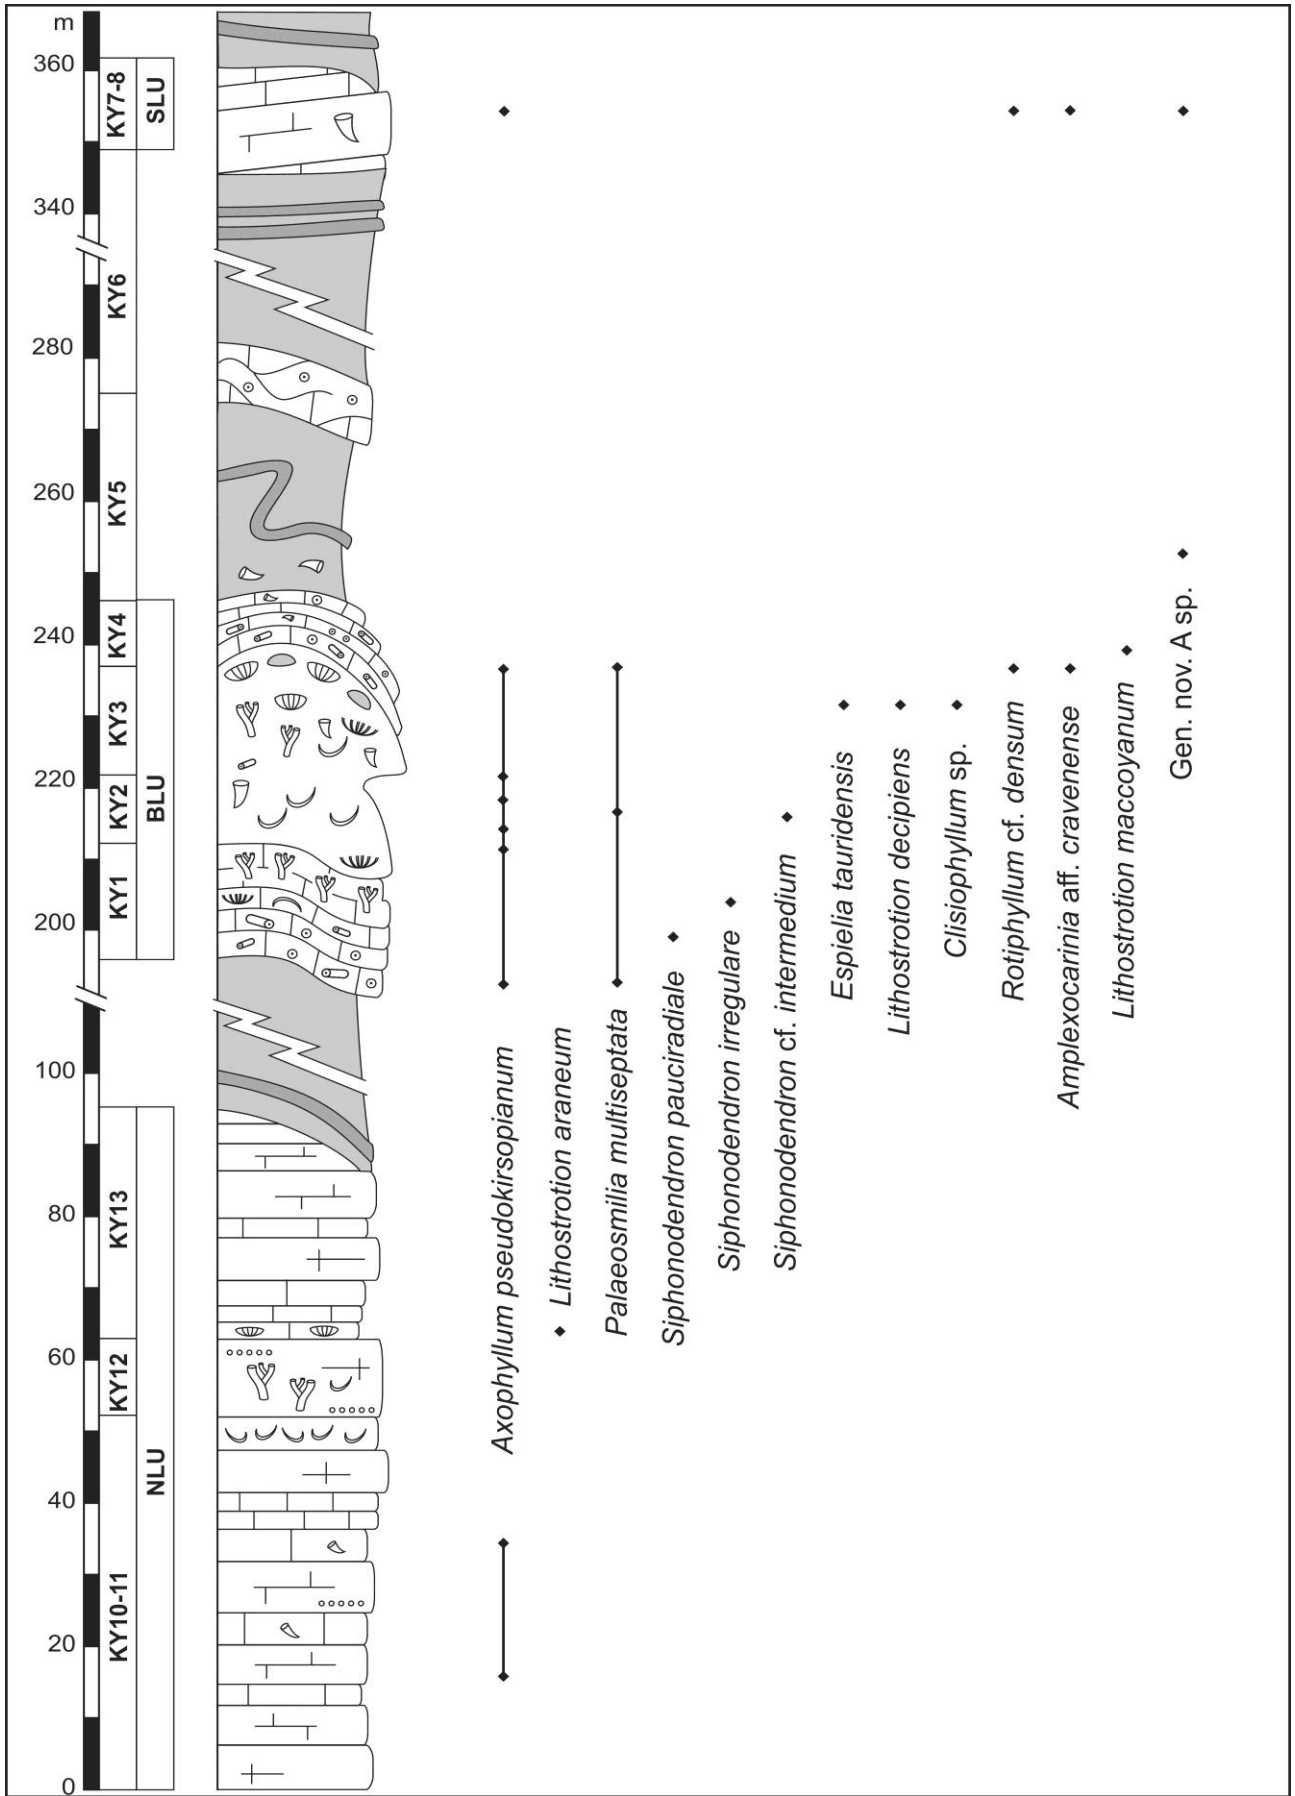 m
360
340
280
260
240
220
200
100
80
60
40
20
0
KY7-8
KY6
KY5
KY4
KY3
KY2
KY1
KY13
KY12
KY10-11
SLU
BLU
NLU
Axophyllum pseudokirsopianum
Lithostrotion araneum
Palaeosmilia multiseptata
Siphonodendron pauciradiale
Siphonodendron irregulare
Siphonodendron cf. intermedium
Espielia tauridensis
Lithostrotion decipiens
Clisiophyllum sp.
Rotiphyllum cf. densum
Amplexocarinia aff. cravenense
Lithostrotion maccoyanum
Gen. nov. A sp.